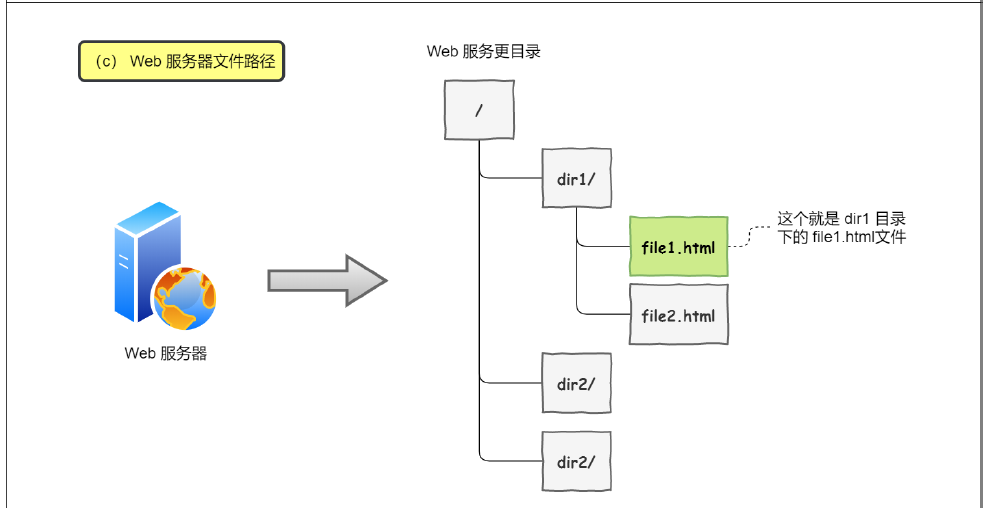 （c） Web 服务器文件路径
Web 服务更目录
/
dir1/
file1.html
这个就是 dir1 目录
下的 file1.html文件
file2.html
Web 服务器
dir2/
dir2/